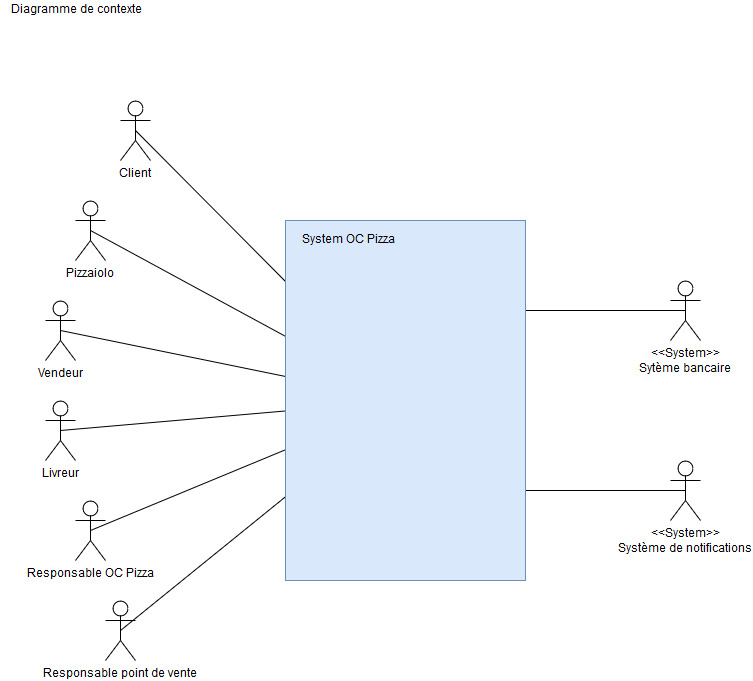 Diagramme de contexte
Client
Pizzaiolo
Vendeur
Livreur
Responsable OC Pizza
Responsable point de vente
System OC Pizza
<<System>>
Sytème bancaire
<<System>>
Système de notifications